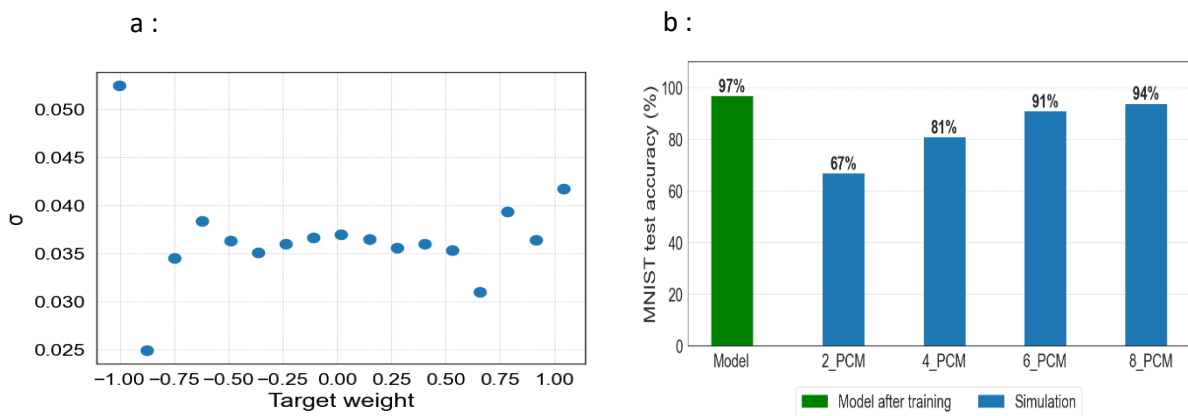 a :
b :
σ
0.050
0.045
0.040
0.035
0.030
0.025
−1.00 −0.75 −0.50 −0.25 0.00 0.25 0.50 0.75 1.00
Target weight
MNIST test accuracy (%)
100
80
60
40
20
0
97%
67%
81%
91%
94%
Model 2_PCM 4_PCM 6_PCM 8_PCM
Model after training Simulation